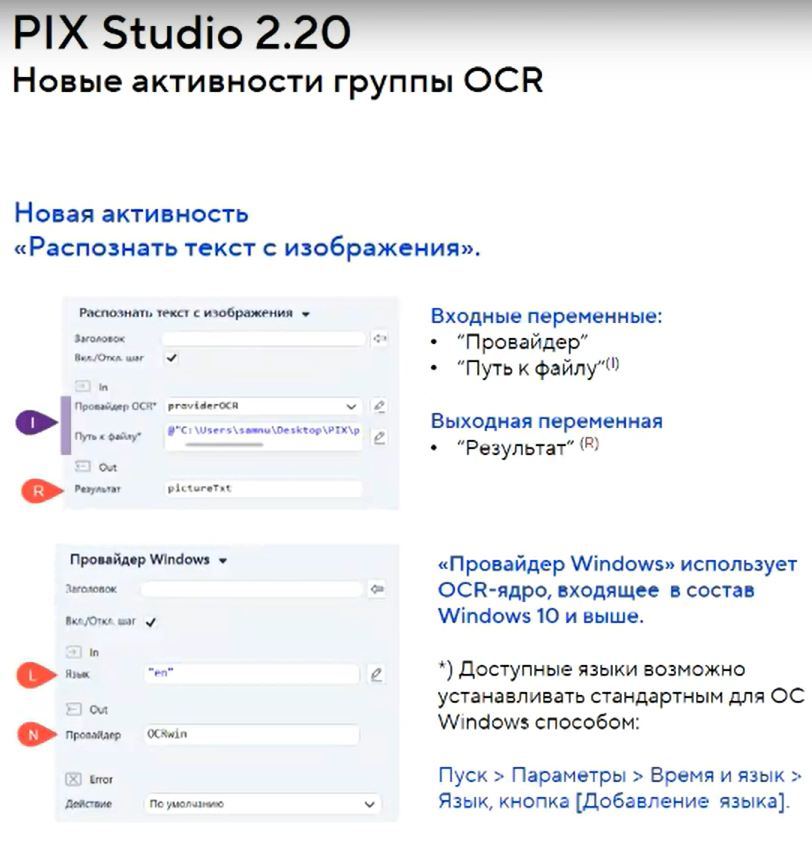 PIX Studio 2.20
Новые активности группы OCR
Новая активность
«Распознать текст с изображения».
Распознать текст с изображения
Заголовок
Вкл./Откл. шаг
In
Провайдер OCR* providerOCR
Путь к файлу* @"C:\Users\samnu\Desktop\PIX\p
Out
Результат pictureTxt
I
R
Входные переменные:
• “Провайдер”
• “Путь к файлу”(I)
Выходная переменная
• “Результат” (R)
Провайдер Windows
Заголовок
Вкл./Откл. шаг
In
Язык "en"
Out
Провайдер OCRwin
Error
Действие По умолчанию
L
N
«Провайдер Windows» использует
OCR-ядро, входящее в состав
Windows 10 и выше.
*) Доступные языки возможно
устанавливать стандартным для ОС
Windows способом:
Пуск > Параметры > Время и язык >
Язык, кнопка [Добавление языка].